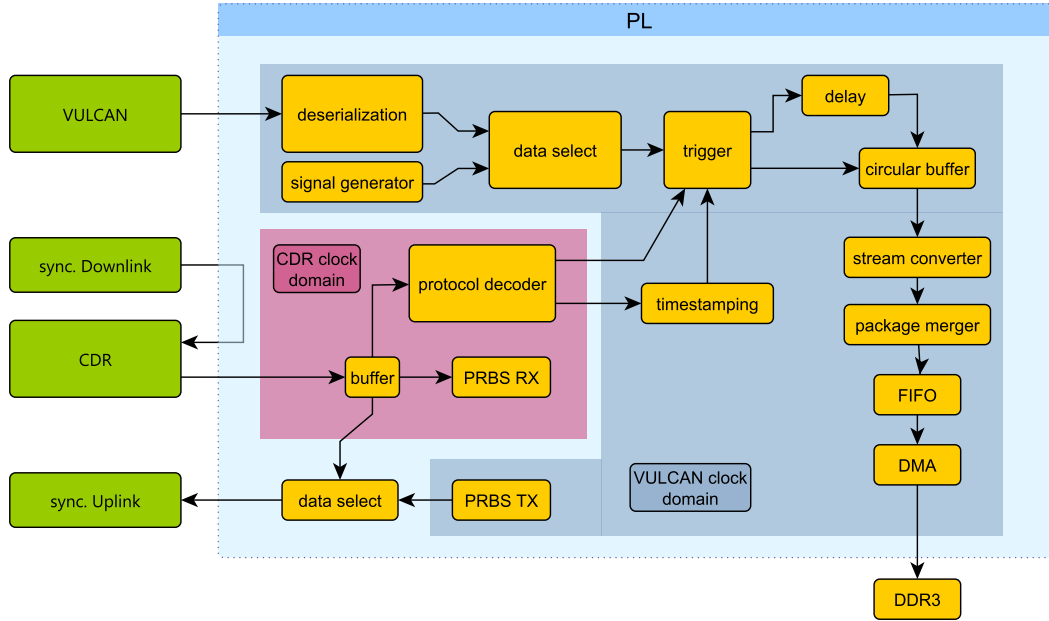 PL
VULCAN
deserialization
signal generator
data select
trigger
delay
circular buffer
sync. Downlink
CDR clock
domain
protocol decoder
timestamping
stream converter
package merger
CDR
buffer
PRBS RX
FIFO
DMA
sync. Uplink
data select
PRBS TX
VULCAN clock
domain
DDR3